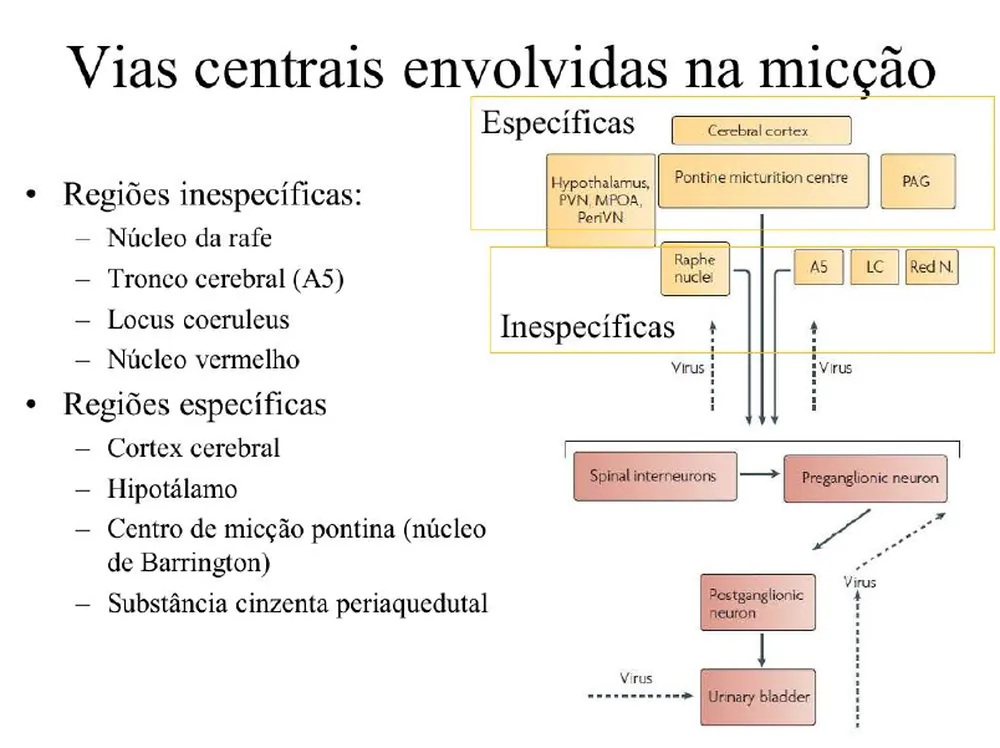 Vias centrais envolvidas na micção
• Regiões inespecíficas:
– Núcleo da rafe
– Tronco cerebral (A5)
– Locus coeruleus
– Núcleo vermelho
• Regiões específicas
– Cortex cerebral
– Hipotálamo
– Centro de micção pontina (núcleo
de Barrington)
– Substância cinzenta periaquedutal
Específicas
Cerebral cortex
Hypothalamus,
PVN, MPOA,
PeriVN
Pontine micturition centre
PAG
Raphe
nuclei
A5
LC
Red N.
Inespecíficas
Virus
Virus
Spinal interneurons
Preganglionic neuron
Virus
Postganglionic
neuron
Virus
Urinary bladder